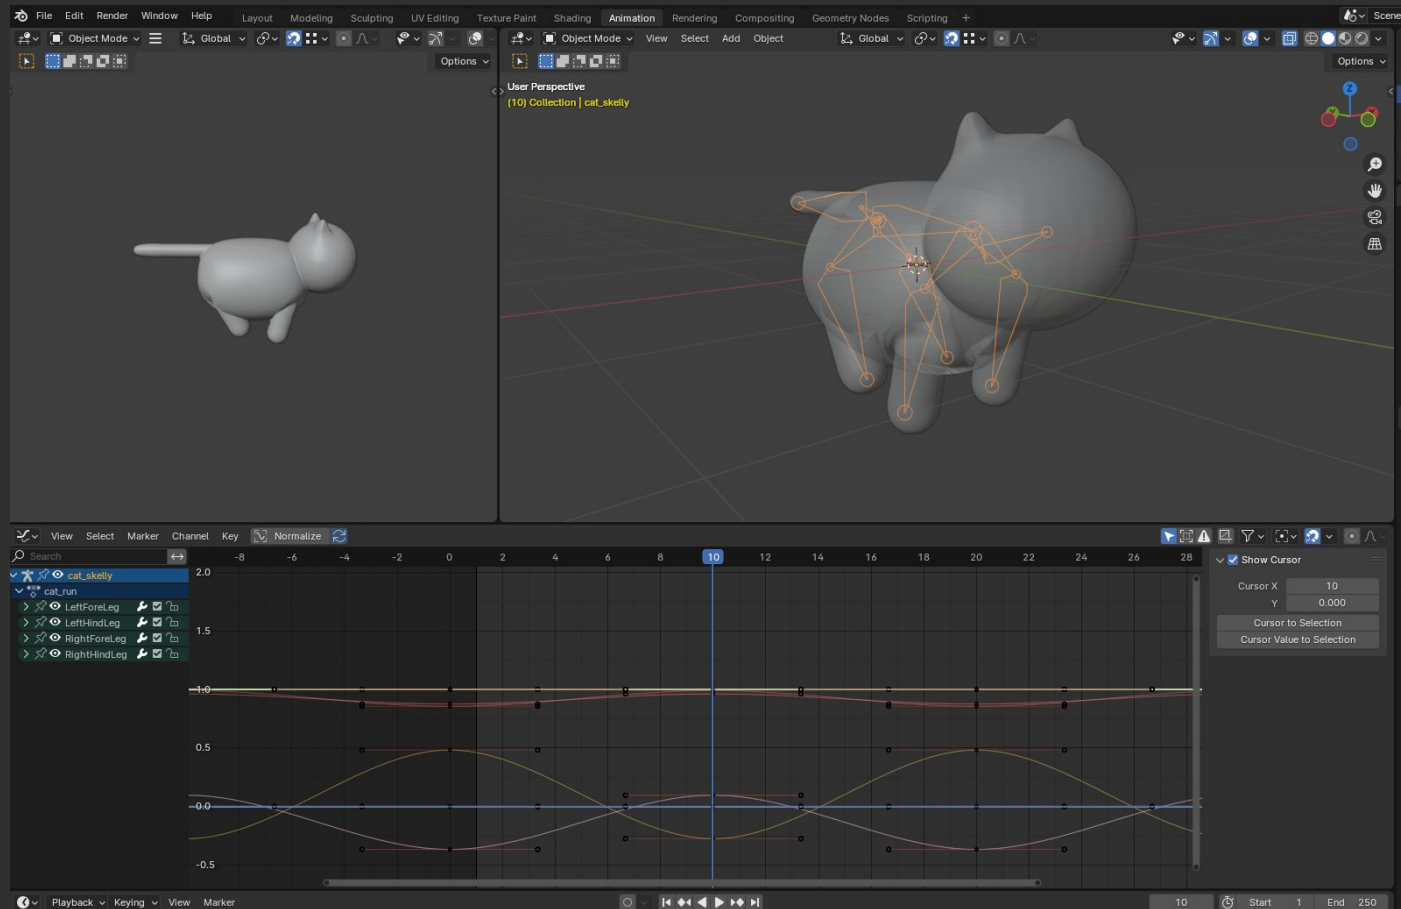 File Edit Render Window Help Layout Modeling Sculpting UV Editing Texture Paint Shading Animation Rendering Compositing Geometry Nodes Scripting + Scene
Object Mode Global
Object Mode View Select Add Object Global
Options
Options
User Perspective
(10) Collection | cat_skelly
Z
View Select Marker Channel Key Normalize
Search
-8 -6 -4 -2 0 2 4 6 8 10 12 14 16 18 20 22 24 26 28
cat_skelly
cat_run
LeftForeLeg
LeftHindLeg
RightForeLeg
RightHindLeg
2.0
1.5
1.0
0.5
0.0
-0.5
Show Cursor
Cursor X 10
Y 0.000
Cursor to Selection
Cursor Value to Selection
Playback Keying View Marker 10 Start 1 End 250